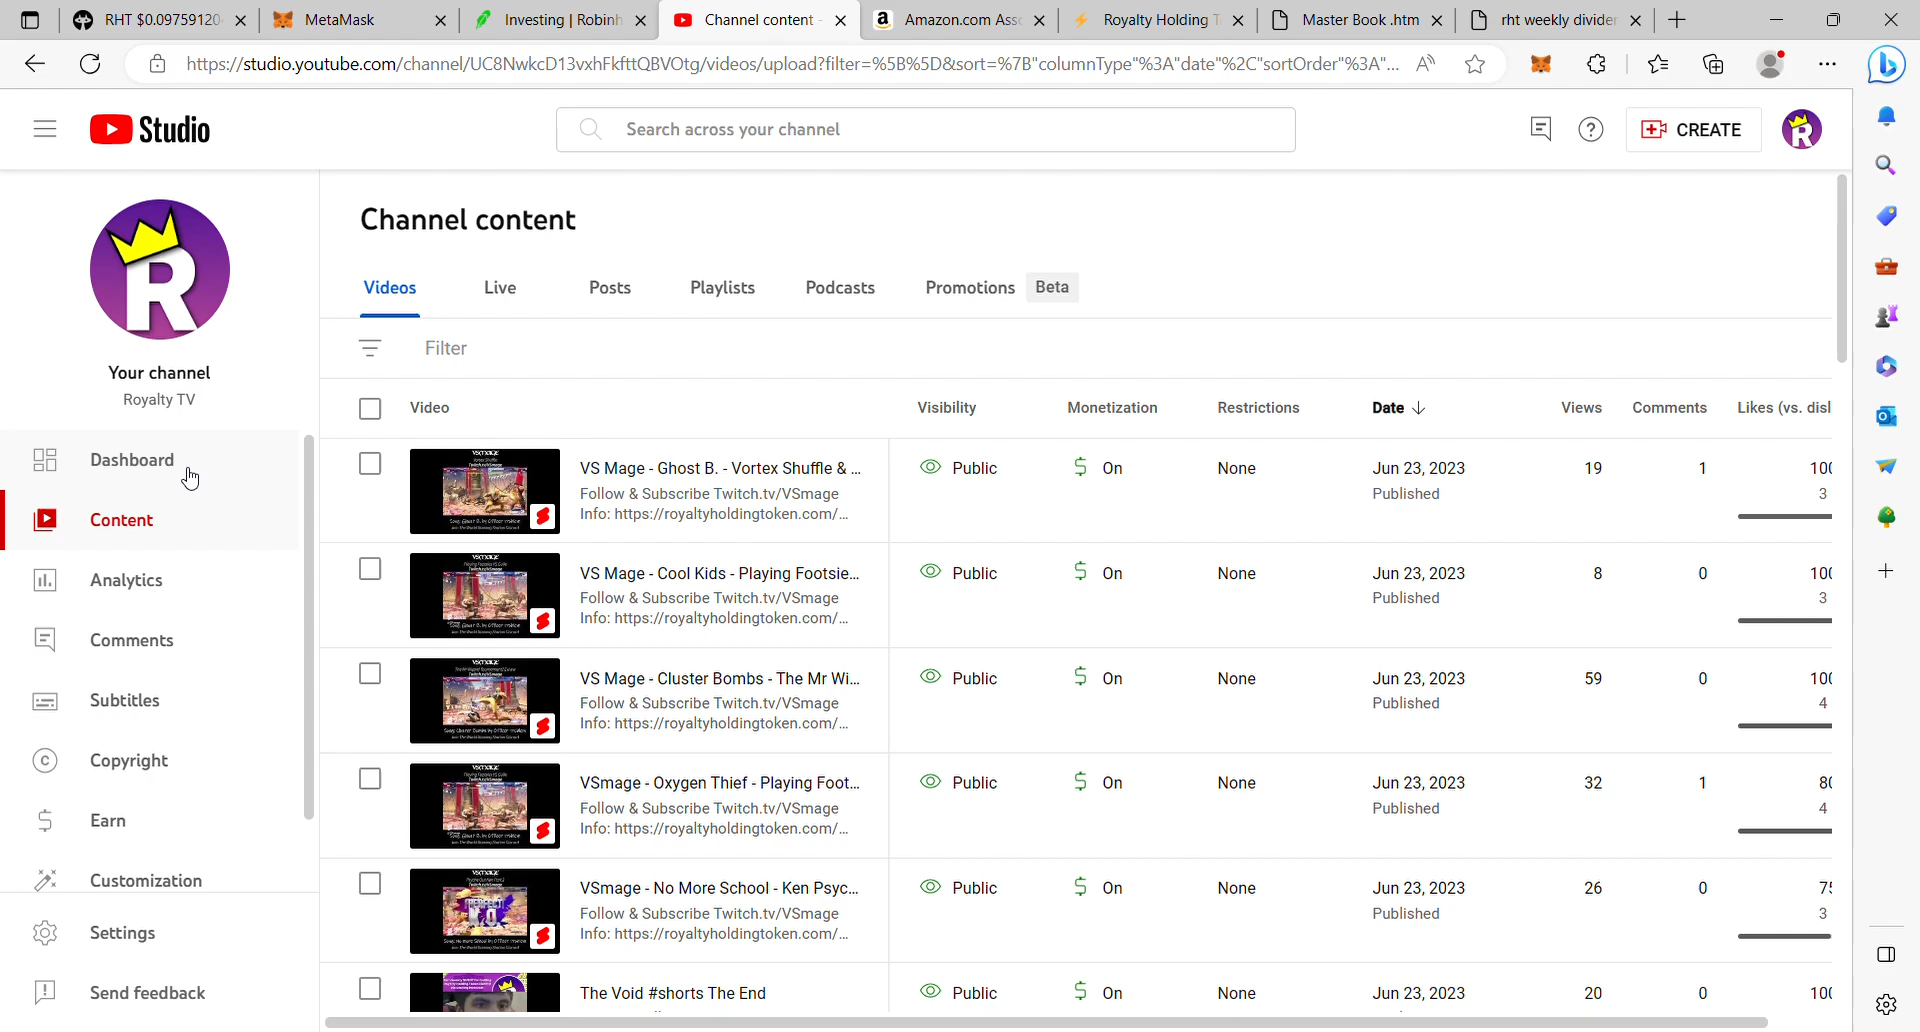 RHT $0.09759120
MetaMask
Investing | Robinh
Channel content -
Amazon.com Asso
Royalty Holding T
Master Book .htm
rht weekly divider
https://studio.youtube.com/channel/UC8NwkcD13vxhFkfttQBVOtg/videos/upload?filter=%5B%5D&sort=%7B"columnType"%3A"date"%2C"sortOrder"%3A"...
Studio
Search across your channel
CREATE
R
Your channel
Royalty TV
Dashboard
Content
Analytics
Comments
Subtitles
Copyright
Earn
Customization
Settings
Send feedback
Channel content
Videos Live Posts Playlists Podcasts Promotions Beta
Filter
Video Visibility Monetization Restrictions Date Views Comments Likes (vs. disl
VS Mage - Ghost B. - Vortex Shuffle & ... Public On None Jun 23, 2023 19 1 100
Follow & Subscribe Twitch.tv/VSmage Published 3
Info: https://royaltyholdingtoken.com/...
VS Mage - Cool Kids - Playing Footsie... Public On None Jun 23, 2023 8 0 100
Follow & Subscribe Twitch.tv/VSmage Published 3
Info: https://royaltyholdingtoken.com/...
VS Mage - Cluster Bombs - The Mr Wi... Public On None Jun 23, 2023 59 0 100
Follow & Subscribe Twitch.tv/VSmage Published 4
Info: https://royaltyholdingtoken.com/...
VSmage - Oxygen Thief - Playing Foot... Public On None Jun 23, 2023 32 1 80
Follow & Subscribe Twitch.tv/VSmage Published 4
Info: https://royaltyholdingtoken.com/...
VSmage - No More School - Ken Psyc... Public On None Jun 23, 2023 26 0 75
Follow & Subscribe Twitch.tv/VSmage Published 3
Info: https://royaltyholdingtoken.com/...
The Void #shorts The End Public On None Jun 23, 2023 20 0 100